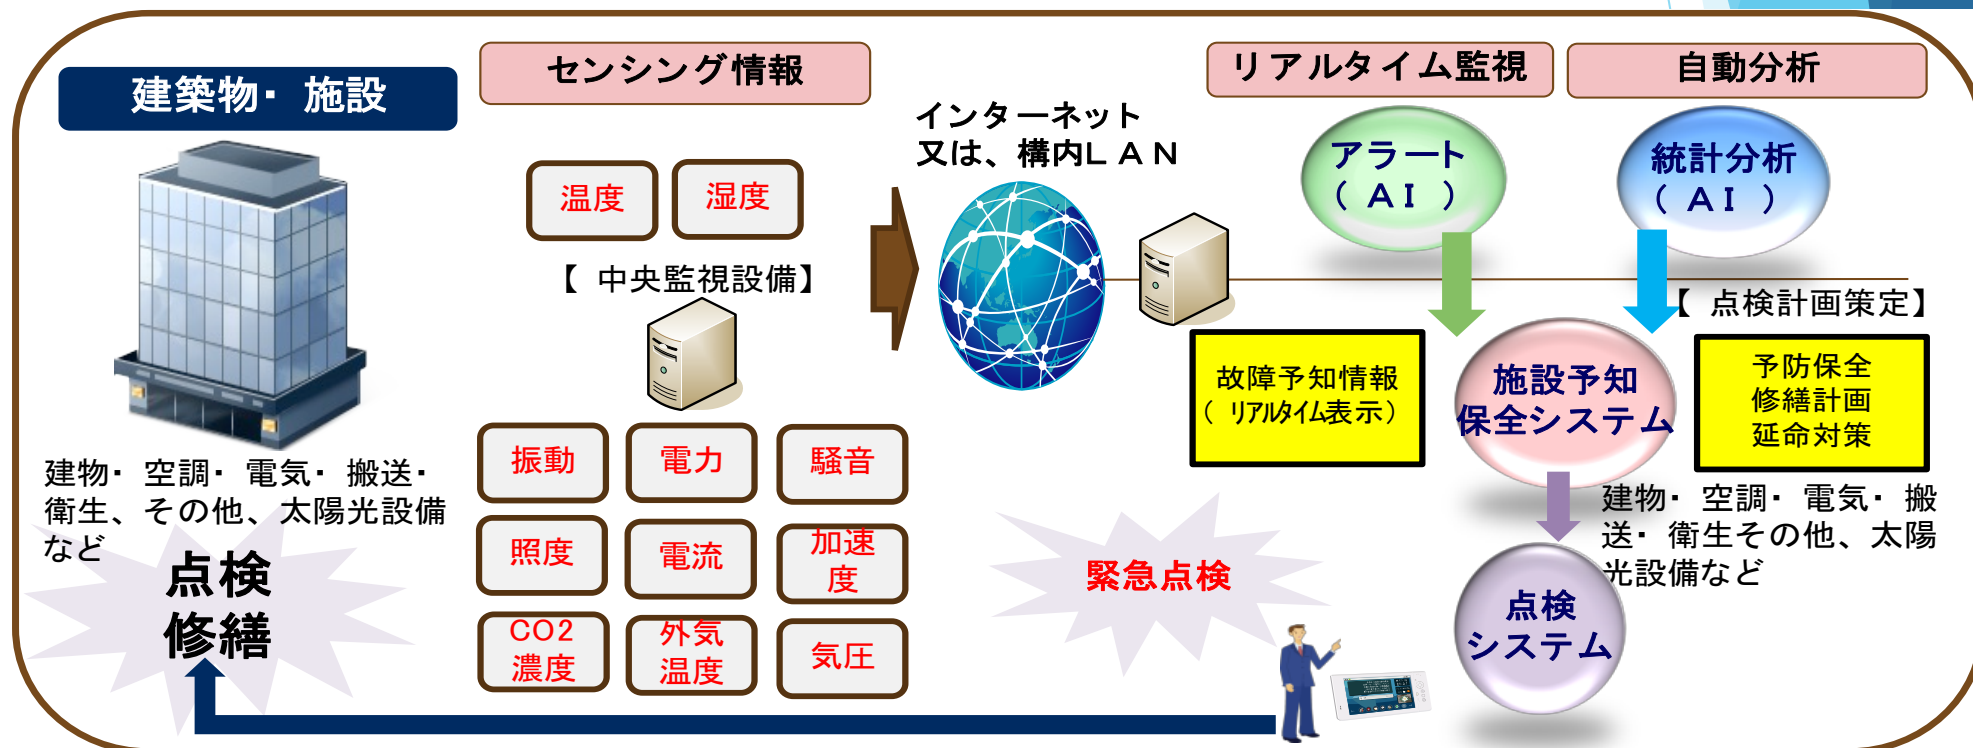 建築物・施設
建物・空調・電気・搬送・
衛生、その他、太陽光設備
など
点検
修繕
センシング情報
温度
湿度
【中央監視設備】
振動
電力
騒音
照度
電流
加速
度
CO2
濃度
外気
温度
気圧
インターネット
又は、構内LAN
リアルタイム監視
自動分析
アラート
(AI)
統計分析
(AI)
【点検計画策定】
故障予知情報
(リアルタイム表示)
施設予知
保全システム
予防保全
修繕計画
延命対策
建物・空調・電気・搬
送・衛生その他、太陽
光設備など
緊急点検
点検
システム